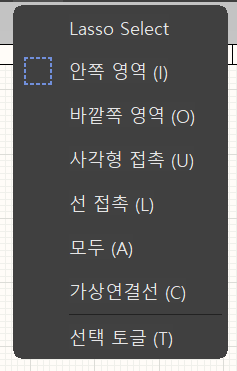 Lasso Select
안쪽 영역 (I)
바깥쪽 영역 (O)
사각형 접촉 (U)
선 접촉 (L)
모두 (A)
가상연결선 (C)
선택 토글 (T)